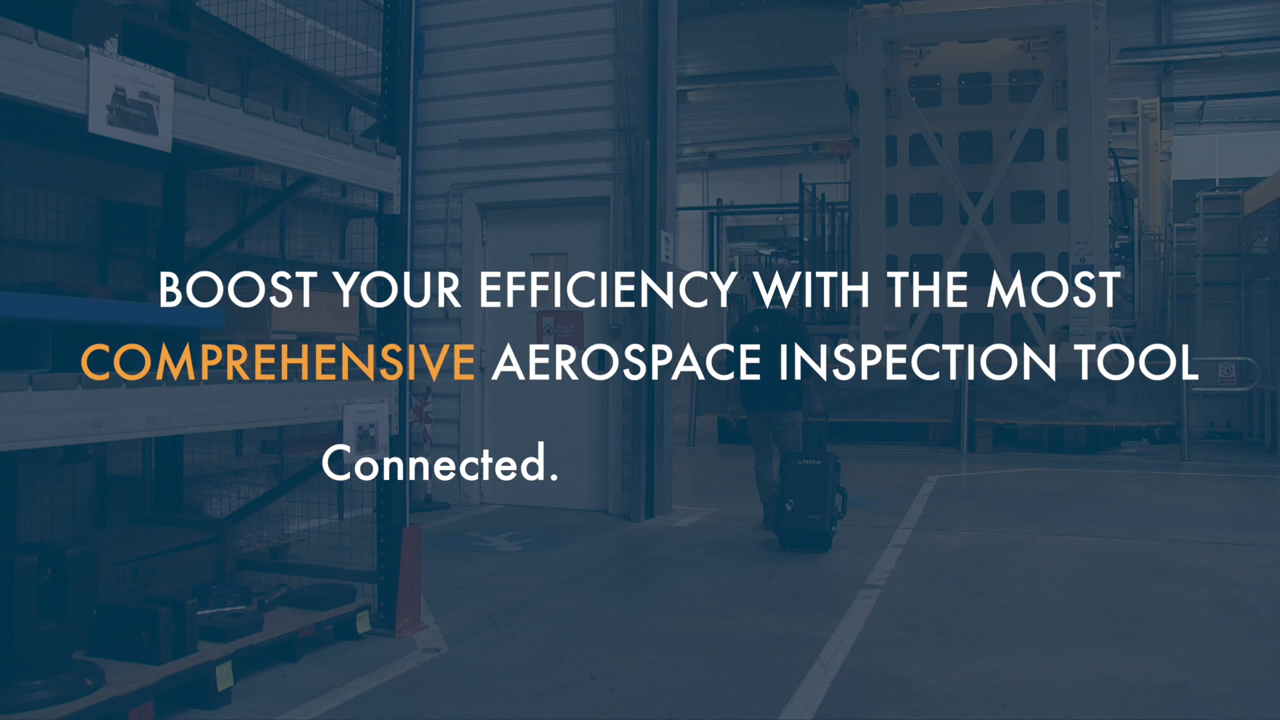 BOOST YOUR EFFICIENCY WITH THE MOST
COMPREHENSIVE AEROSPACE INSPECTION TOOL
Connected.